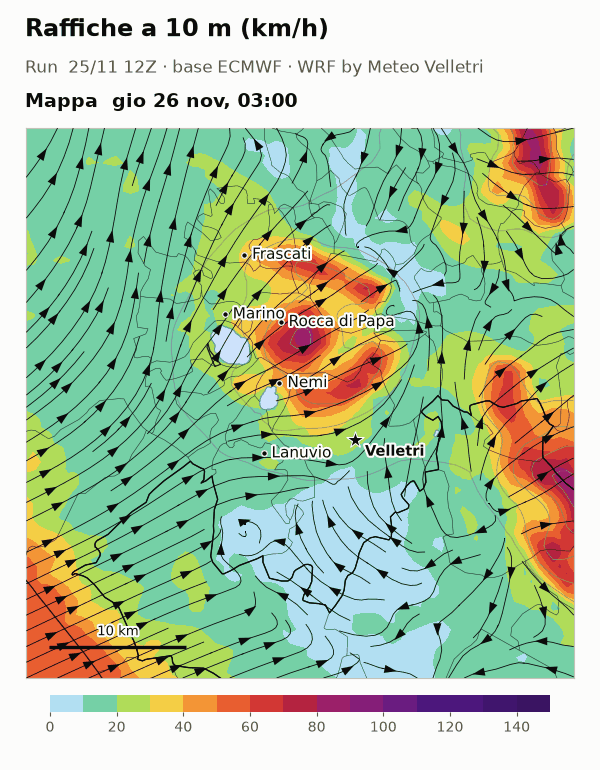 Raffiche a 10 m (km/h)
Run  25/11 12Z · base ECMWF · WRF by Meteo Velletri
Mappa  gio 26 nov, 03:00
Frascati
Marino
Rocca di Papa
Nemi
Velletri
Lanuvio
10 km
0 20 40 60 80 100 120 140